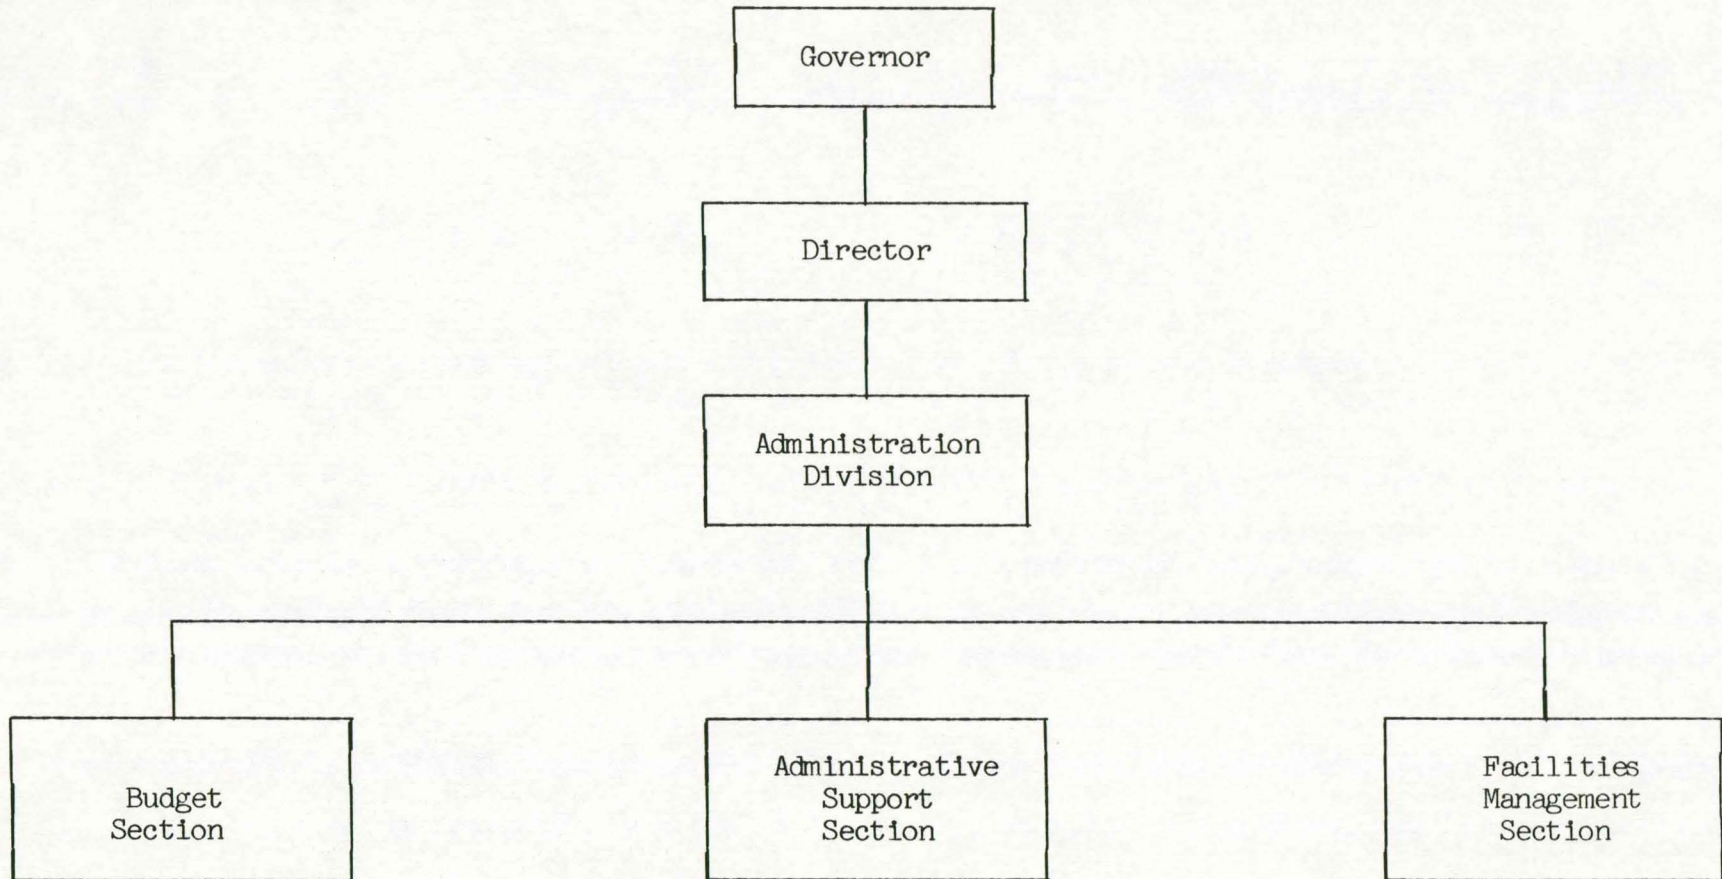 Governor
Director
Administration
Division
Budget
Section
Administrative
Support
Section
Facilities
Management
Section